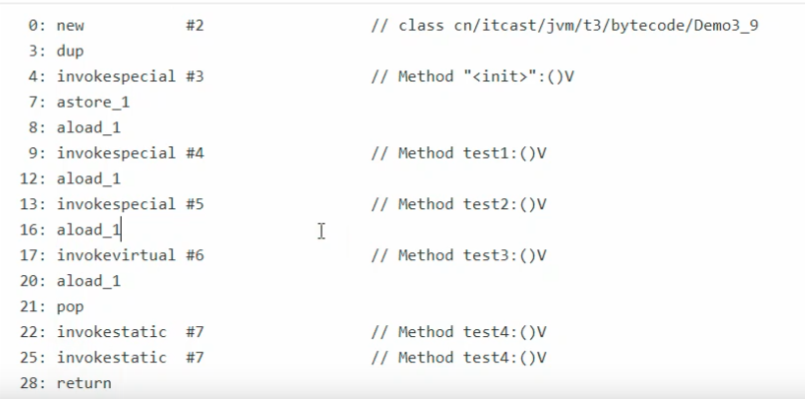 0: new #2 // class cn/itcast/jvm/t3/bytecode/Demo3_9
3: dup
4: invokespecial #3 // Method "<init>":()V
7: astore_1
8: aload_1
9: invokespecial #4 // Method test1:()V
12: aload_1
13: invokespecial #5 // Method test2:()V
16: aload_1
17: invokevirtual #6 // Method test3:()V
20: aload_1
21: pop
22: invokestatic #7 // Method test4:()V
25: invokestatic #7 // Method test4:()V
28: return